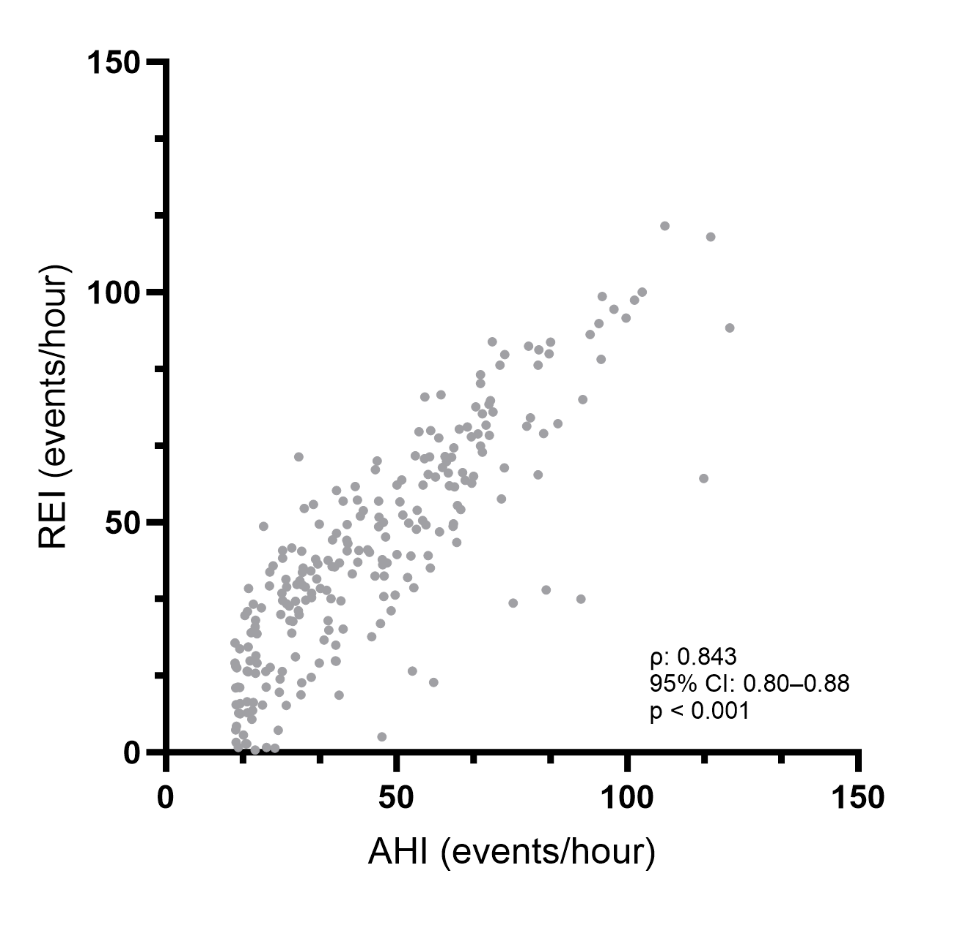 150
100
50
0
REI (events/hour)
ρ: 0.843
95% CI: 0.80–0.88
p < 0.001
0 50 100 150
AHI (events/hour)